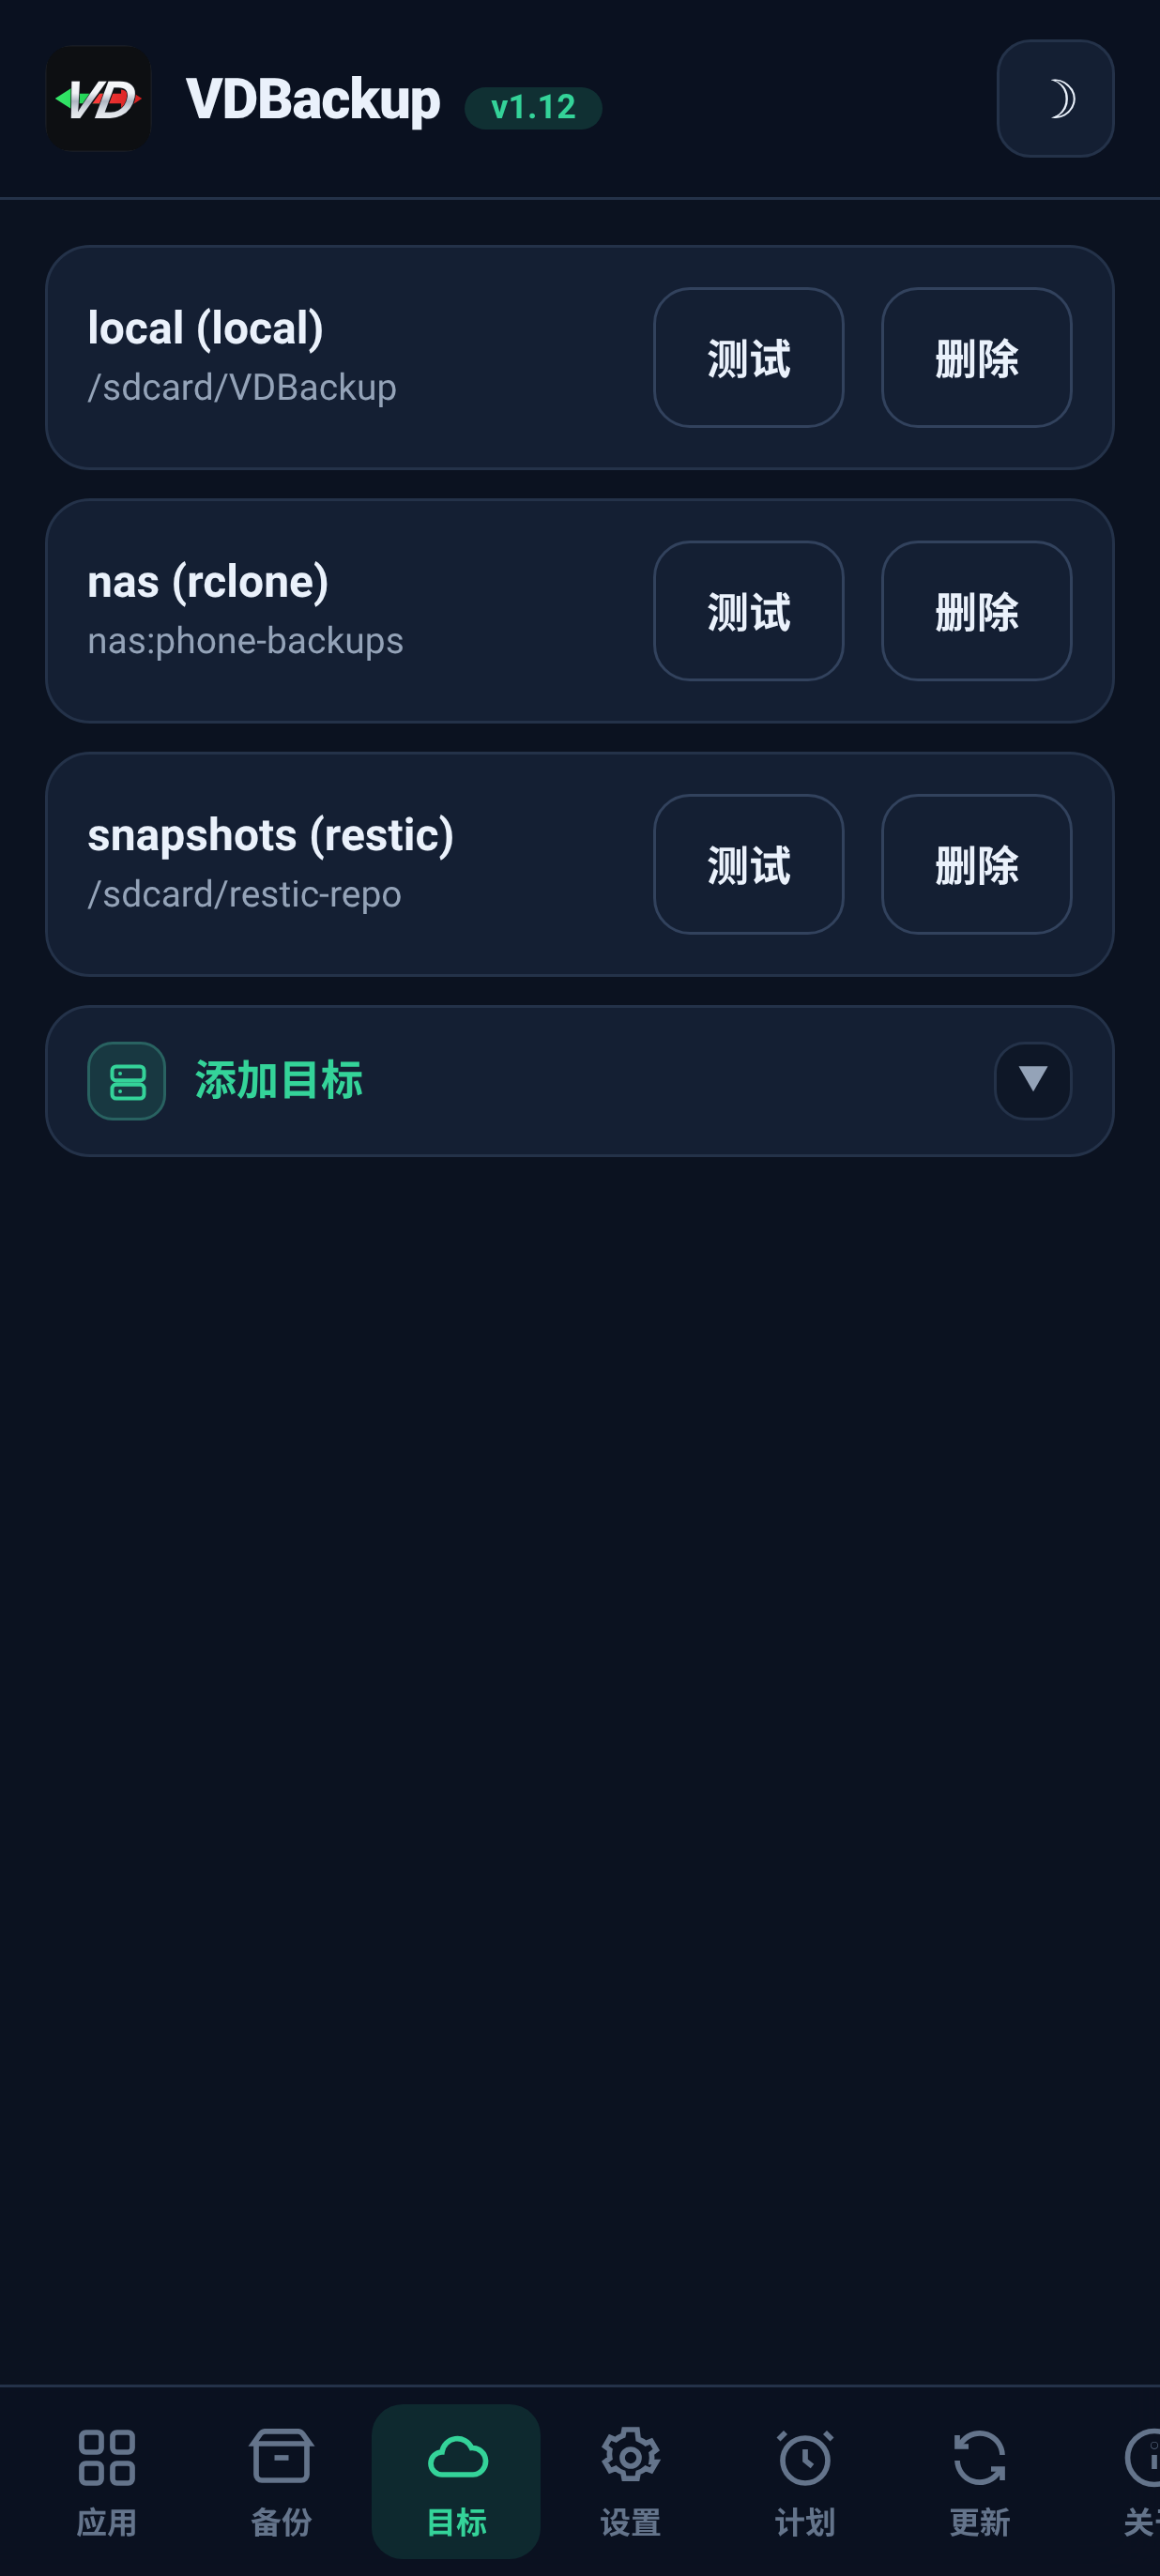 VD
VDBackup v1.12
local (local)
/sdcard/VDBackup
测试
删除
nas (rclone)
nas:phone-backups
测试
删除
snapshots (restic)
/sdcard/restic-repo
测试
删除
添加目标
应用
备份
目标
设置
计划
更新
关